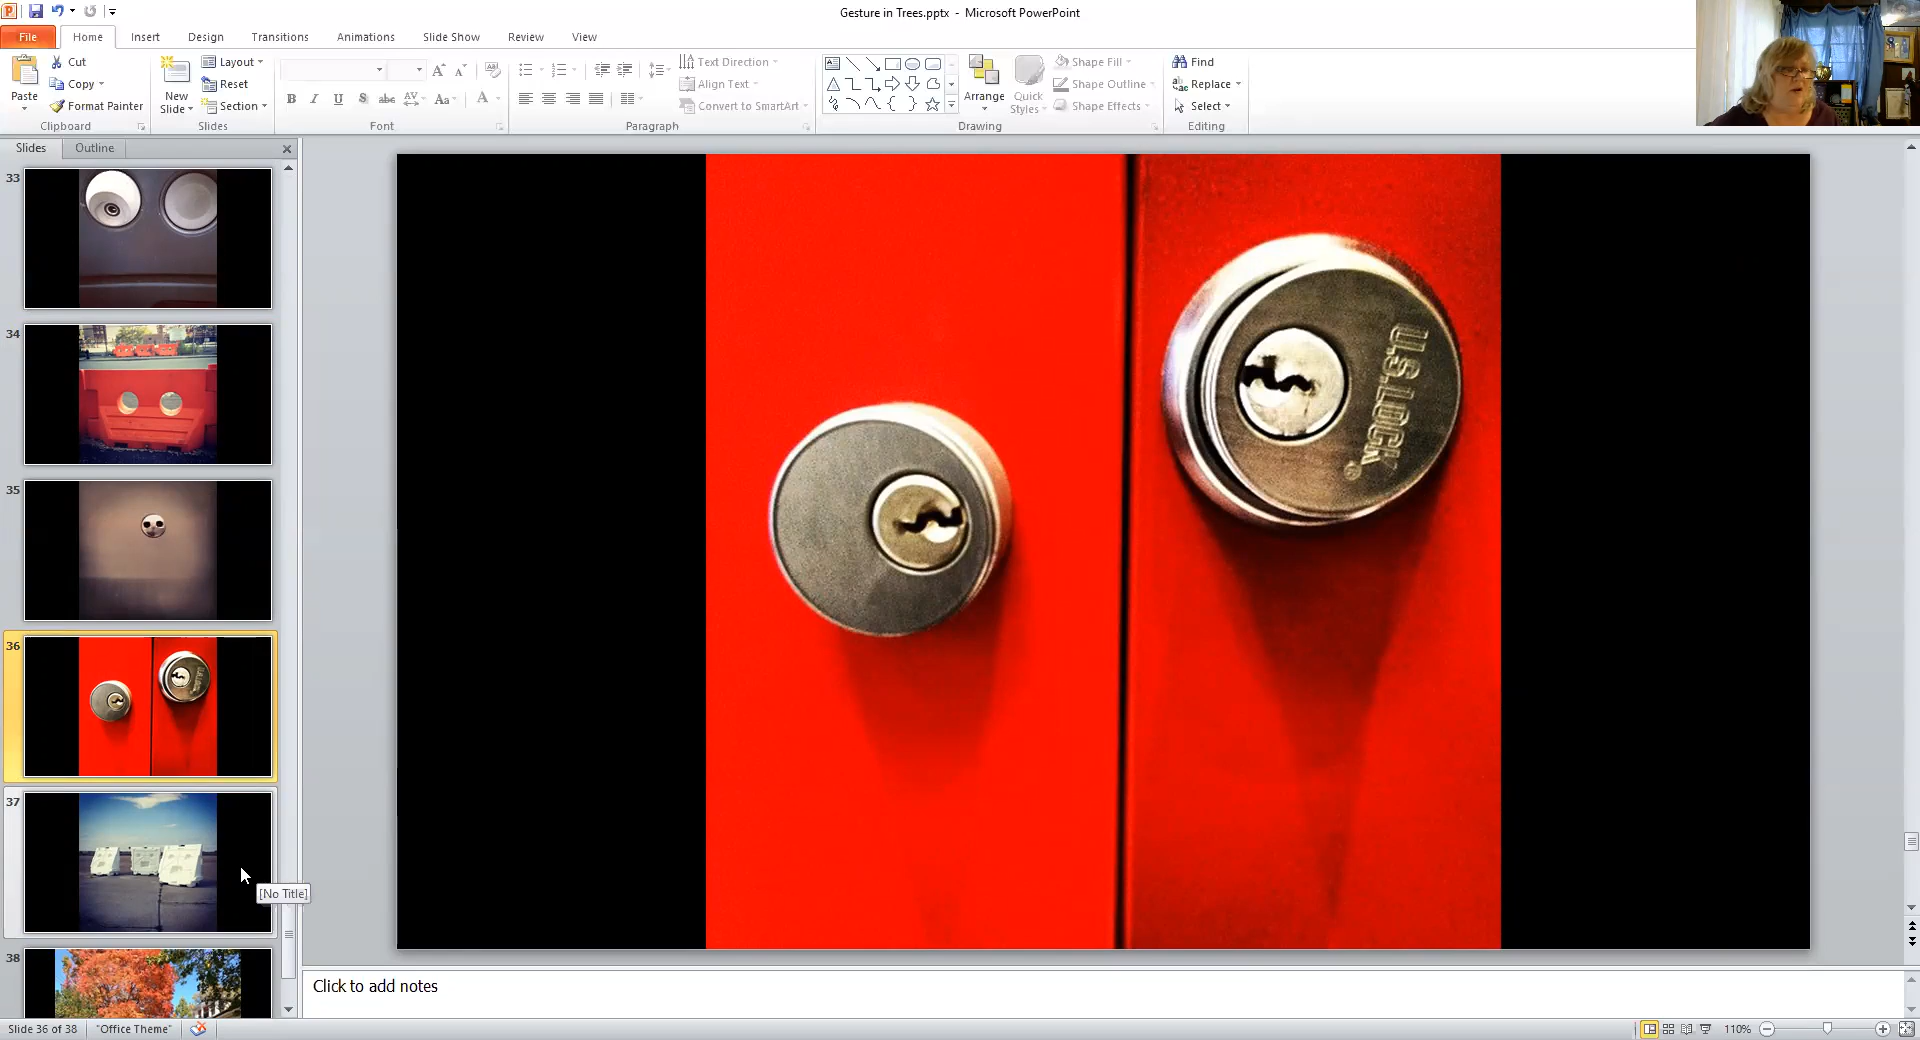 Gesture in Trees.pptx - Microsoft PowerPoint
File Home Insert Design Transitions Animations Slide Show Review View
Paste
Cut
Copy
Format Painter
Clipboard
New
Slide
Layout
Reset
Section
Slides
Font
Text Direction
Align Text
Convert to SmartArt
Paragraph
Arrange
Quick
Styles
Shape Fill
Shape Outline
Shape Effects
Drawing
Find
Replace
Select
Editing
Slides Outline
33
34
35
36
37
[No Title]
38
U.S.LOCK
Click to add notes
Slide 36 of 38 "Office Theme" 110%